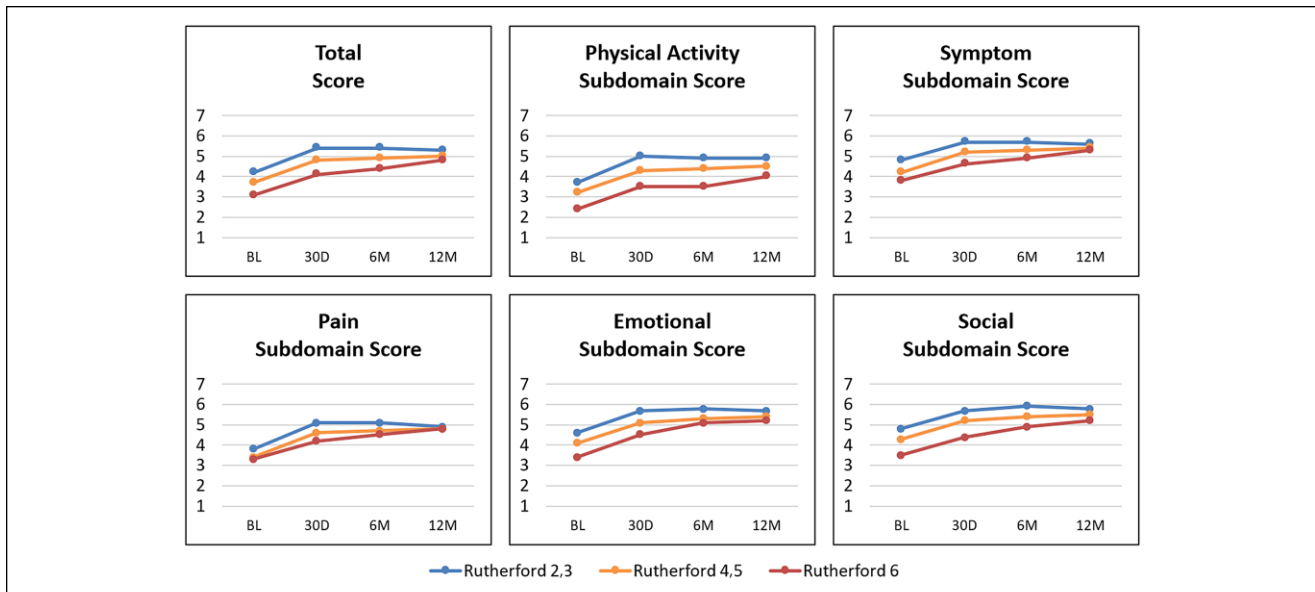 Total
Score
7
6
5
4
3
2
1
BL 30D 6M 12M
Physical Activity
Subdomain Score
7
6
5
4
3
2
1
BL 30D 6M 12M
Symptom
Subdomain Score
7
6
5
4
3
2
1
BL 30D 6M 12M
Pain
Subdomain Score
7
6
5
4
3
2
1
BL 30D 6M 12M
Emotional
Subdomain Score
7
6
5
4
3
2
1
BL 30D 6M 12M
Social
Subdomain Score
7
6
5
4
3
2
1
BL 30D 6M 12M
Rutherford 2,3 Rutherford 4,5 Rutherford 6